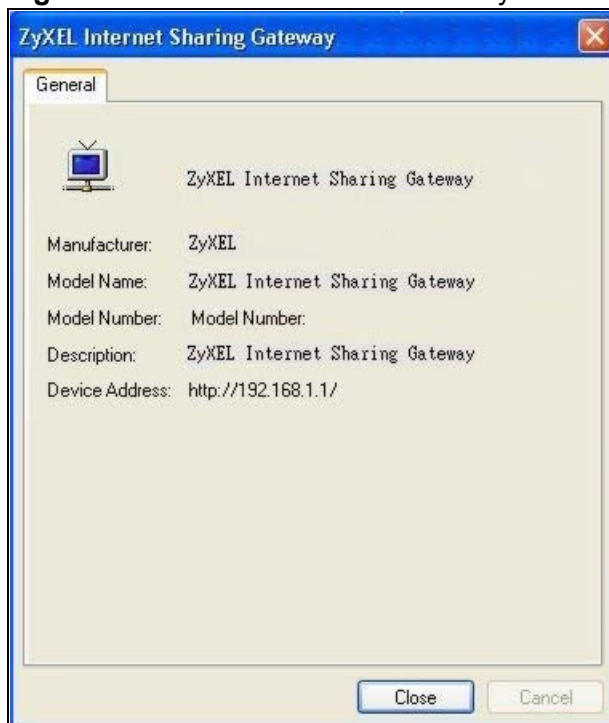 ZyXEL Internet Sharing Gateway
General
ZyXEL Internet Sharing Gateway
Manufacturer: ZyXEL
Model Name: ZyXEL Internet Sharing Gateway
Model Number: Model Number:
Description: ZyXEL Internet Sharing Gateway
Device Address: http://192.168.1.1/
Close Cancel